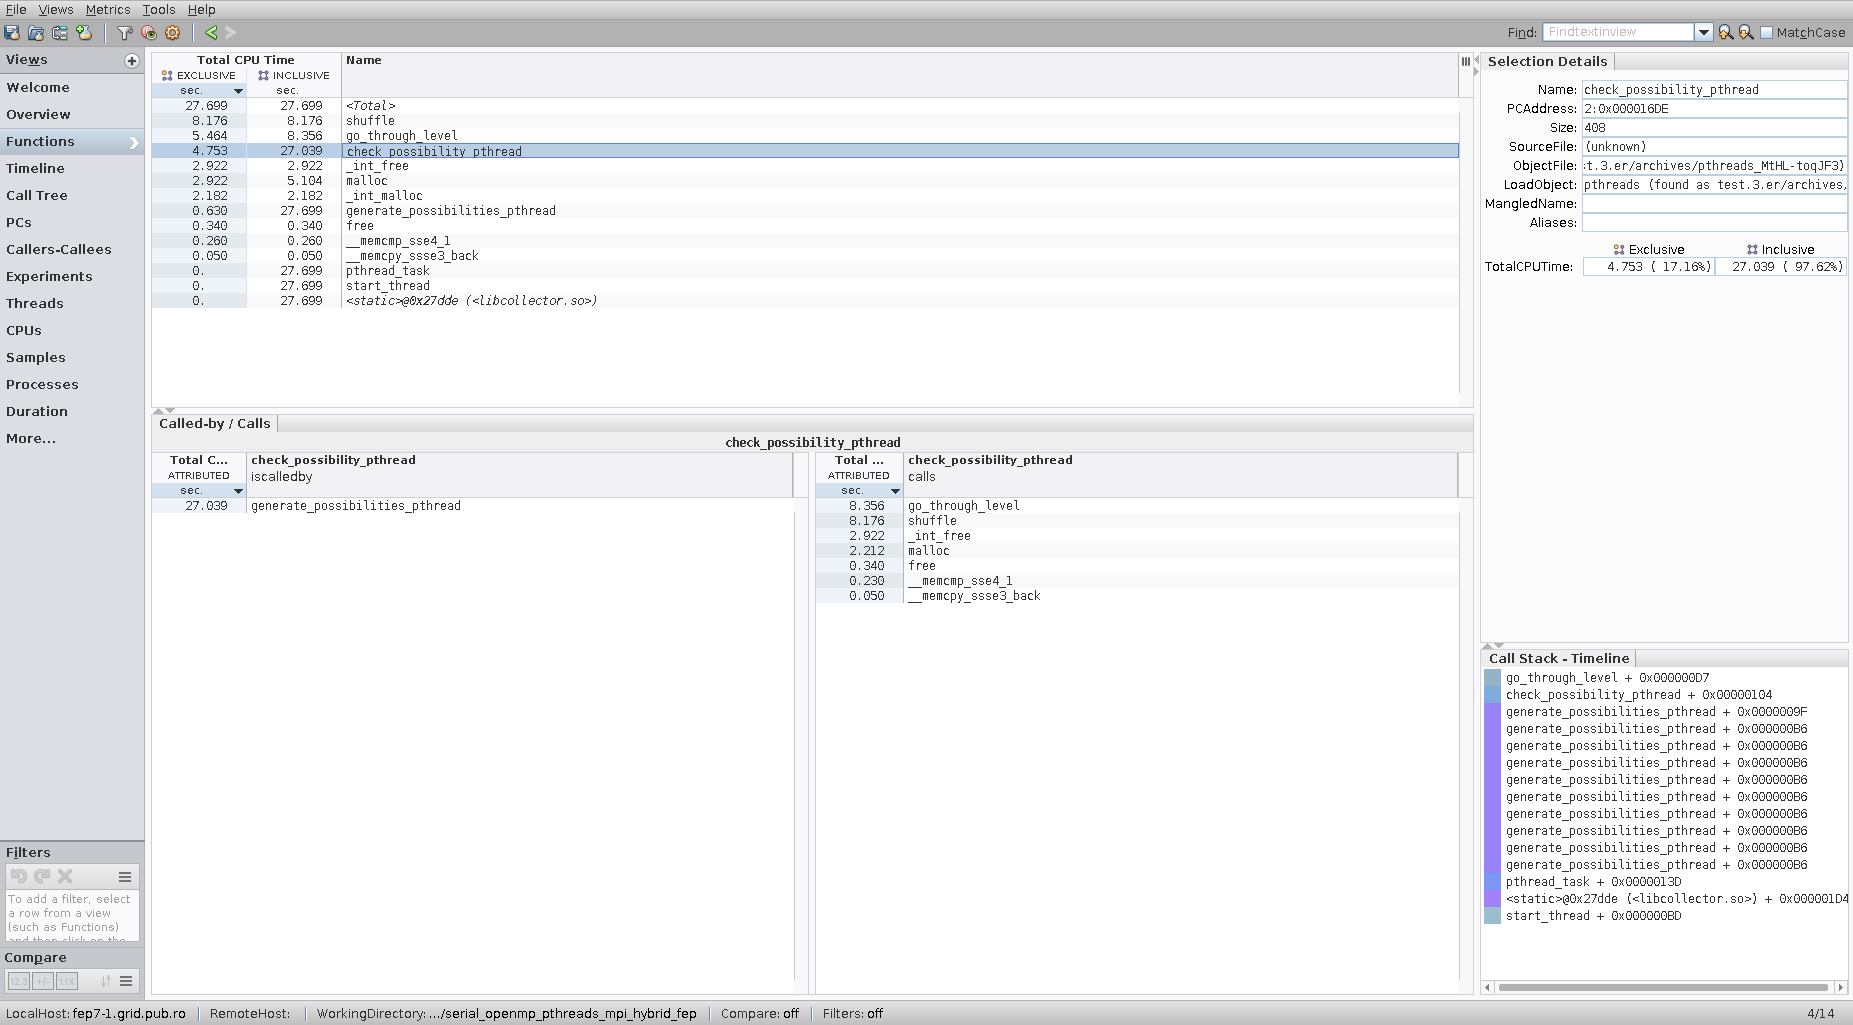 File Views Metrics Tools Help
Find: Findtextinview MatchCase
Views
Welcome
Overview
Functions
Timeline
Call Tree
PCs
Callers-Callees
Experiments
Threads
CPUs
Samples
Processes
Duration
More...
Filters
To add a filter, select
a row from a view
(such as Functions)
and then click on the
Compare
12.3 +/- 1.1X
Total CPU Time Name
EXCLUSIVE INCLUSIVE
sec. sec.
27.699 27.699 <Total>
8.176 8.176 shuffle
5.464 8.356 go_through_level
4.753 27.039 check_possibility_pthread
2.922 2.922 _int_free
2.922 5.104 malloc
2.182 2.182 _int_malloc
0.630 27.699 generate_possibilities_pthread
0.340 0.340 free
0.260 0.260 __memcmp_sse4_1
0.050 0.050 __memcpy_ssse3_back
0. 27.699 pthread_task
0. 27.699 start_thread
0. 27.699 <static>@0x27dde (<libcollector.so>)
Called-by / Calls
check_possibility_pthread
Total C... check_possibility_pthread
ATTRIBUTED iscalledby
sec.
27.039 generate_possibilities_pthread
Total ... check_possibility_pthread
ATTRIBUTED calls
sec.
8.356 go_through_level
8.176 shuffle
2.922 _int_free
2.212 malloc
0.340 free
0.230 __memcmp_sse4_1
0.050 __memcpy_ssse3_back
Selection Details
Name: check_possibility_pthread
PCAddress: 2:0x000016DE
Size: 408
SourceFile: (unknown)
ObjectFile: :t.3.er/archives/pthreads_MtHL-toqJF3)
LoadObject: pthreads (found as test.3.er/archives,
MangledName:
Aliases:
Exclusive Inclusive
TotalCPUTime: 4.753 ( 17.16%) 27.039 ( 97.62%)
Call Stack - Timeline
go_through_level + 0x000000D7
check_possibility_pthread + 0x00000104
generate_possibilities_pthread + 0x0000009F
generate_possibilities_pthread + 0x000000B6
generate_possibilities_pthread + 0x000000B6
generate_possibilities_pthread + 0x000000B6
generate_possibilities_pthread + 0x000000B6
generate_possibilities_pthread + 0x000000B6
generate_possibilities_pthread + 0x000000B6
generate_possibilities_pthread + 0x000000B6
generate_possibilities_pthread + 0x000000B6
generate_possibilities_pthread + 0x000000B6
pthread_task + 0x0000013D
<static>@0x27dde (<libcollector.so>) + 0x000001D4
start_thread + 0x000000BD
LocalHost: fep7-1.grid.pub.ro RemoteHost: WorkingDirectory: .../serial_openmp_pthreads_mpi_hybrid_fep Compare: off Filters: off 4/14